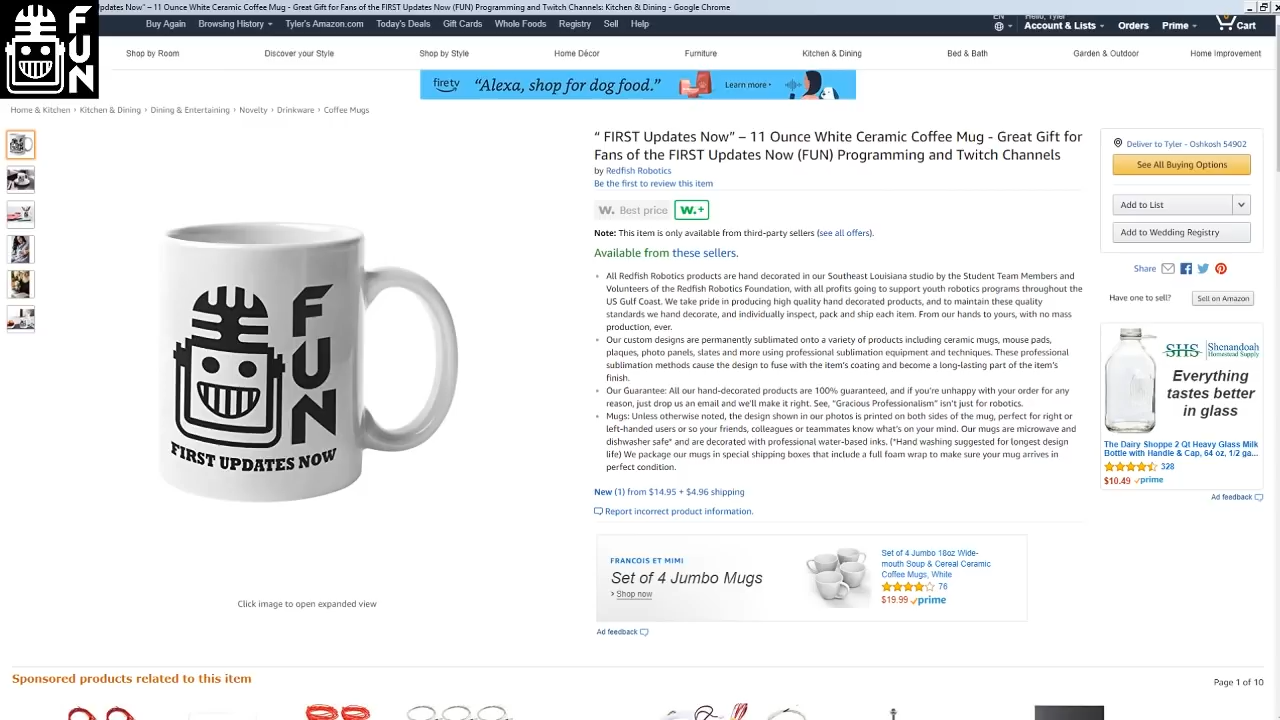 pdates Now" – 11 Ounce White Ceramic Coffee Mug - Great Gift for Fans of the FIRST Updates Now (FUN) Programming and Twitch Channels: Kitchen & Dining - Google Chrome
FUN
Buy Again Browsing History Tyler's Amazon.com Today's Deals Gift Cards Whole Foods Registry Sell Help
EN Hello, Tyler
Account & Lists Orders Prime 0 Cart
Shop by Room Discover your Style Shop by Style Home Décor Furniture Kitchen & Dining Bed & Bath Garden & Outdoor Home Improvement
firetv "Alexa, shop for dog food." Learn more
Home & Kitchen › Kitchen & Dining › Dining & Entertaining › Novelty › Drinkware › Coffee Mugs
FUN
FIRST UPDATES NOW
Click image to open expanded view
“ FIRST Updates Now” – 11 Ounce White Ceramic Coffee Mug - Great Gift for
Fans of the FIRST Updates Now (FUN) Programming and Twitch Channels
by Redfish Robotics
Be the first to review this item
W. Best price W.+
Note: This item is only available from third-party sellers (see all offers).
Available from these sellers.
• All Redfish Robotics products are hand decorated in our Southeast Louisiana studio by the Student Team Members and
Volunteers of the Redfish Robotics Foundation, with all profits going to support youth robotics programs throughout the
US Gulf Coast. We take pride in producing high quality hand decorated products, and to maintain these quality
standards we hand decorate, and individually inspect, pack and ship each item. From our hands to yours, with no mass
production, ever.
• Our custom designs are permanently sublimated onto a variety of products including ceramic mugs, mouse pads,
plaques, photo panels, slates and more using professional sublimation equipment and techniques. These professional
sublimation methods cause the design to fuse with the item's coating and become a long-lasting part of the item's
finish.
• Our Guarantee: All our hand-decorated products are 100% guaranteed, and if you're unhappy with your order for any
reason, just drop us an email and we'll make it right. See, "Gracious Professionalism" isn't just for robotics.
• Mugs: Unless otherwise noted, the design shown in our photos is printed on both sides of the mug, perfect for right or
left-handed users or so your friends, colleagues or teammates know what's on your mind. Our mugs are microwave and
dishwasher safe* and are decorated with professional water-based inks. (*Hand washing suggested for longest design
life) We package our mugs in special shipping boxes that include a full foam wrap to make sure your mug arrives in
perfect condition.
New (1) from $14.95 + $4.96 shipping
Report incorrect product information.
FRANCOIS ET MIMI
Set of 4 Jumbo Mugs
› Shop now
Set of 4 Jumbo 18oz Wide-
mouth Soup & Cereal Ceramic
Coffee Mugs, White
76
$19.99 prime
Ad feedback
Deliver to Tyler - Oshkosh 54902
See All Buying Options
Add to List
Add to Wedding Registry
Share
Have one to sell? Sell on Amazon
SHS Shenandoah
Homestead Supply
Everything
tastes better
in glass
The Dairy Shoppe 2 Qt Heavy Glass Milk
Bottle with Handle & Cap, 64 oz, 1/2 ga...
328
$10.49 prime
Ad feedback
Sponsored products related to this item
Page 1 of 10